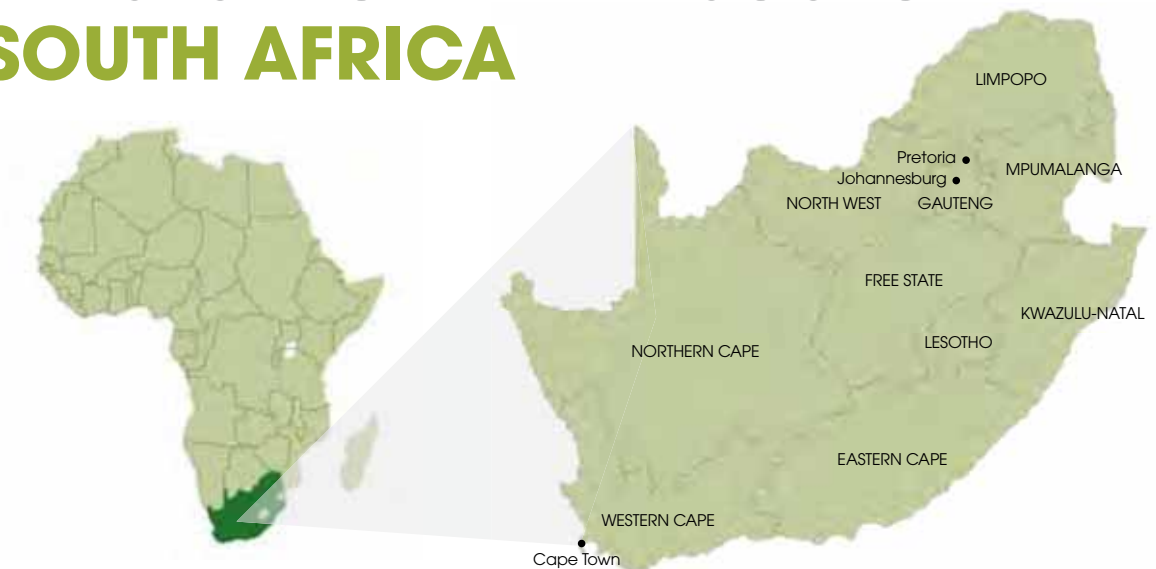 SOUTH AFRICA
LIMPOPO
Pretoria
MPUMALANGA
Johannesburg
NORTH WEST
GAUTENG
FREE STATE
KWAZULU-NATAL
LESOTHO
NORTHERN CAPE
EASTERN CAPE
WESTERN CAPE
Cape Town